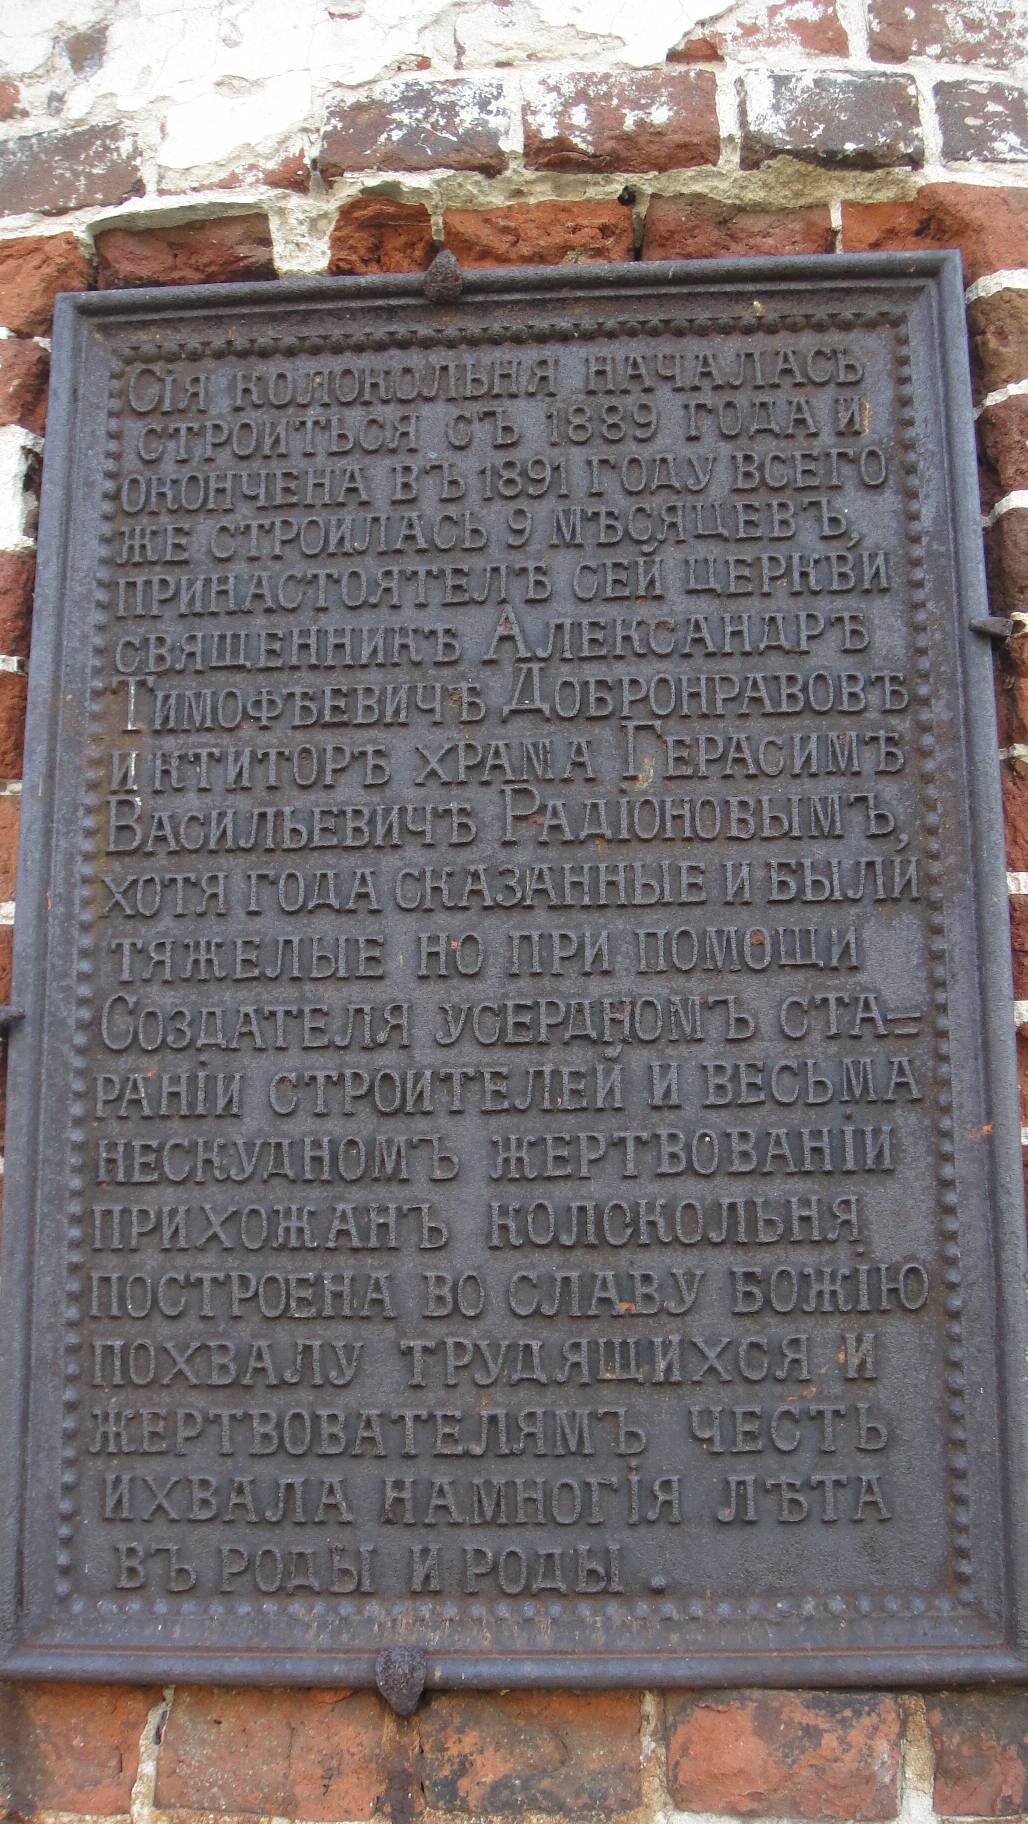 Сія колокольня началась
строиться съ 1889 года и
окончена въ 1891 году всего
же строилась 9 мѣсяцевъ,
принастоятелѣ сей церкви
священникѣ Александрѣ
Тимофѣевичѣ Добронравовѣ
и ктиторѣ храма Герасимѣ
Васильевичѣ Радіоновымъ,
хотя года сказанные и были
тяжелые но при помощи
Создателя усердномъ ста=
раніи строителей и весьма
нескудномъ жертвованіи
прихожанъ колокольня
построена во славу божію
похвалу трудящихся и
жертвователямъ честь
ихвала намногія лѣта
въ роды и роды.